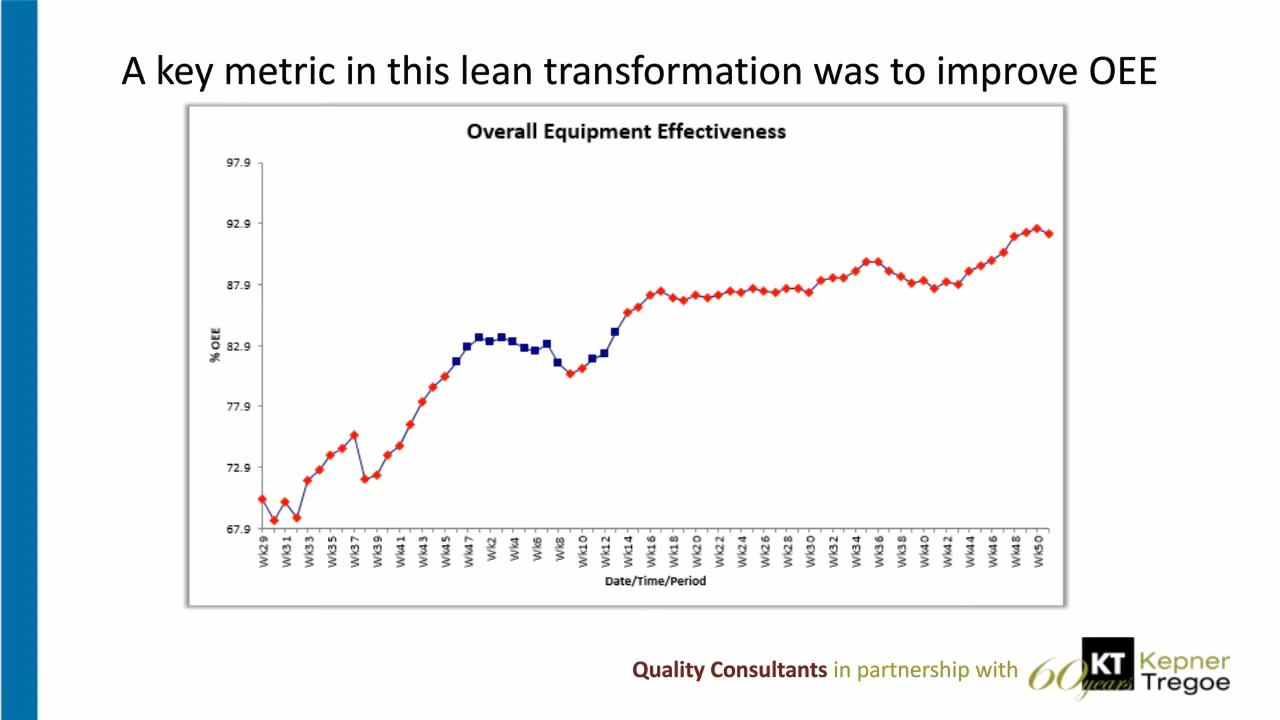 A key metric in this lean transformation was to improve OEE
Overall Equipment Effectiveness
97.9
92.9
87.9
82.9
77.9
72.9
67.9
% OEE
Wk29 Wk31 Wk33 Wk35 Wk37 Wk39 Wk41 Wk43 Wk45 Wk47 Wk2 Wk4 Wk6 Wk8 Wk10 Wk12 Wk14 Wk16 Wk18 Wk20 Wk22 Wk24 Wk26 Wk28 Wk30 Wk32 Wk34 Wk36 Wk38 Wk40 Wk42 Wk44 Wk46 Wk48 Wk50
Date/Time/Period
Quality Consultants in partnership with
60 years
KT
Kepner
Tregoe